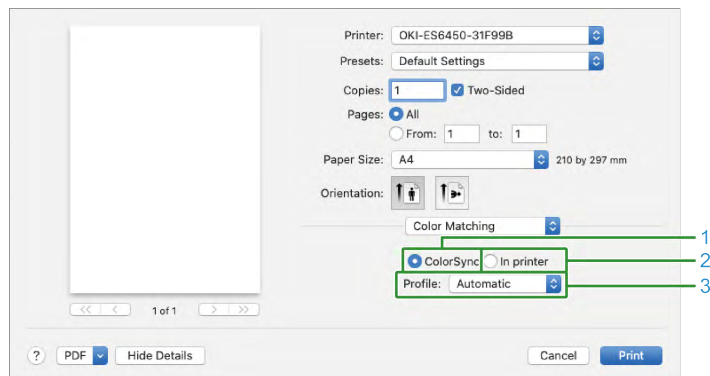 Printer: OKI-ES6450-31F99B
Presets: Default Settings
Copies: 1 Two-Sided
Pages: All
From: 1 to: 1
Paper Size: A4 210 by 297 mm
Orientation:
Color Matching
1
ColorSync In printer 2
Profile: Automatic 3
<< < 1 of 1 > >>
? PDF Hide Details Cancel Print